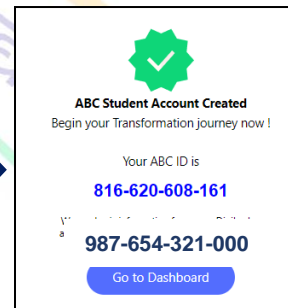 ABC Student Account Created
Begin your Transformation journey now !
Your ABC ID is
816-620-608-161
987-654-321-000
Go to Dashboard